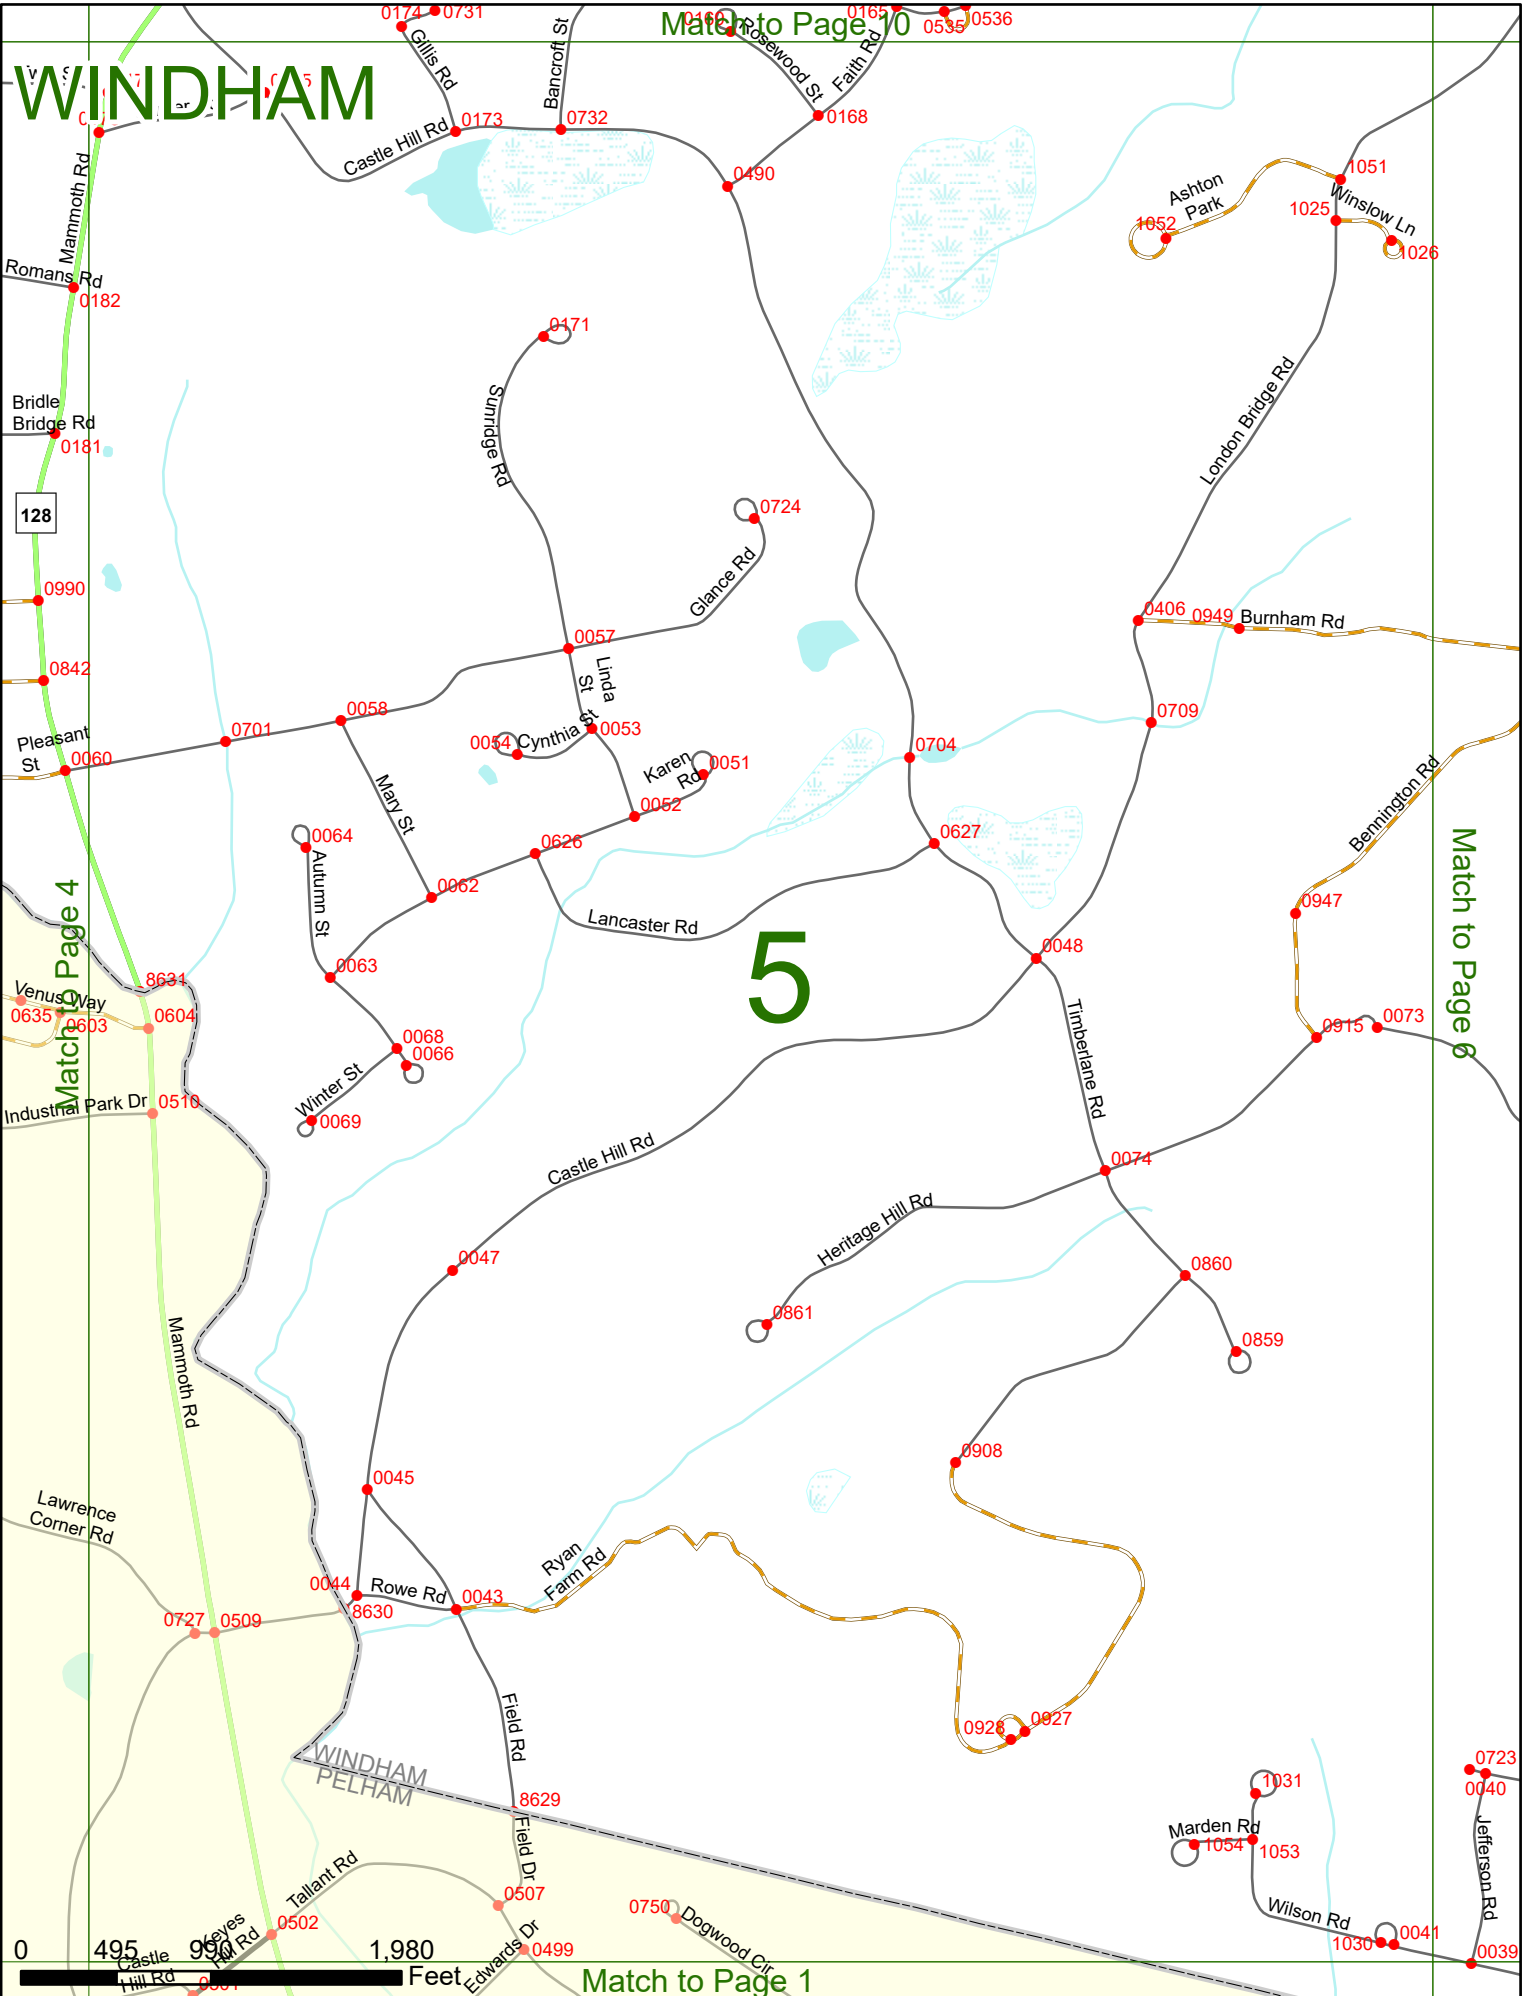 0174
0731
0169
Match to Page 10
0165
0535
0536
Gillis Rd
Bancroft St
Rosewood St
Faith Rd
WINDHAM
Castle Hill Rd
0173
0732
0168
0490
1051
Ashton
Park
1052
1025
Winslow Ln
1026
Mammoth Rd
Romans Rd
0182
0171
Sunridge Rd
London Bridge Rd
Bridle
Bridge Rd
0181
128
0724
Glance Rd
0990
0406
0949
Burnham Rd
0057
Linda
St
0842
0058
0701
0709
Pleasant
St
0060
0054
Cynthia St
0053
Karen
Rd
0051
0704
Mary St
0052
Bennington Rd
0064
Autumn St
0626
0627
Match to Page 6
0062
Lancaster Rd
0947
5
Match to Page 4
0063
0048
8631
Venus Way
0635
0603
0604
0068
0066
Timberlane Rd
0915
0073
Winter St
0069
Industrial Park Dr
0510
Castle Hill Rd
0074
Heritage Hill Rd
0047
0860
0861
0859
Mammoth Rd
0908
0045
Lawrence
Corner Rd
Ryan
Farm Rd
0044
Rowe Rd
0043
8630
0727
0509
Field Rd
0928
0927
WINDHAM
PELHAM
0723
0040
1031
8629
Marden Rd
1054
1053
Jefferson Rd
Field Dr
Tallant Rd
0507
0750
Dogwood Cir
Wilson Rd
0502
Keyes
Hill Rd
Edwards Dr
0499
1030
0041
0039
0
495
990
1,980
Feet
Castle
Hill Rd
Match to Page 1